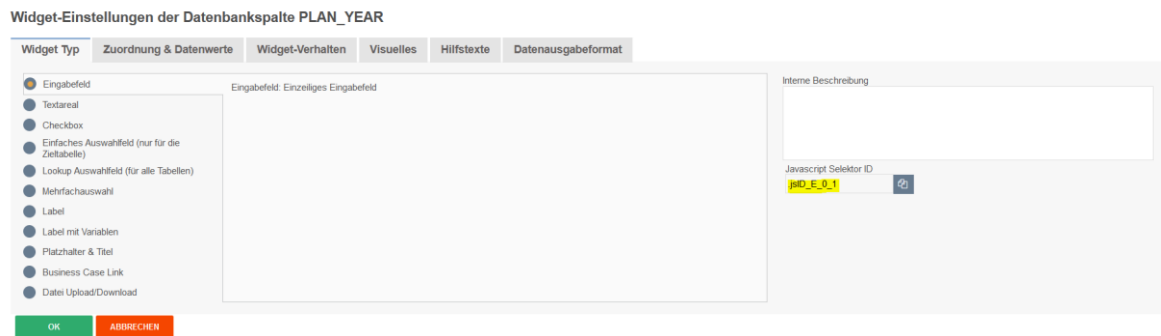 Widget-Einstellungen der Datenbankspalte PLAN_YEAR
Widget Typ
Zuordnung & Datenwerte
Widget-Verhalten
Visuelles
Hilfstexte
Datenausgabeformat
Eingabefeld
Textareal
Checkbox
Einfaches Auswahlfeld (nur für die
Zieltabelle)
Lookup Auswahlfeld (für alle Tabellen)
Mehrfachauswahl
Label
Label mit Variablen
Platzhalter & Titel
Business Case Link
Datei Upload/Download
Eingabefeld: Einzeiliges Eingabefeld
Interne Beschreibung
Javascript Selektor ID
.jsID_E_0_1
OK
ABBRECHEN